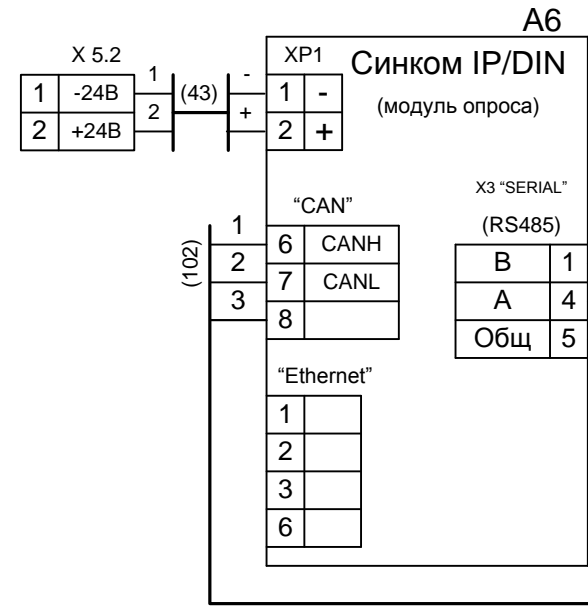 A6
X 5.2
1 -24В
2 +24В
1
2
(43)
-
+
XP1
1 -
2 +
Синком IP/DIN
(модуль опроса)
“CAN”
1
2
3
(102)
6 CANH
7 CANL
8
X3 “SERIAL”
(RS485)
B 1
A 4
Общ 5
“Ethernet”
1
2
3
6